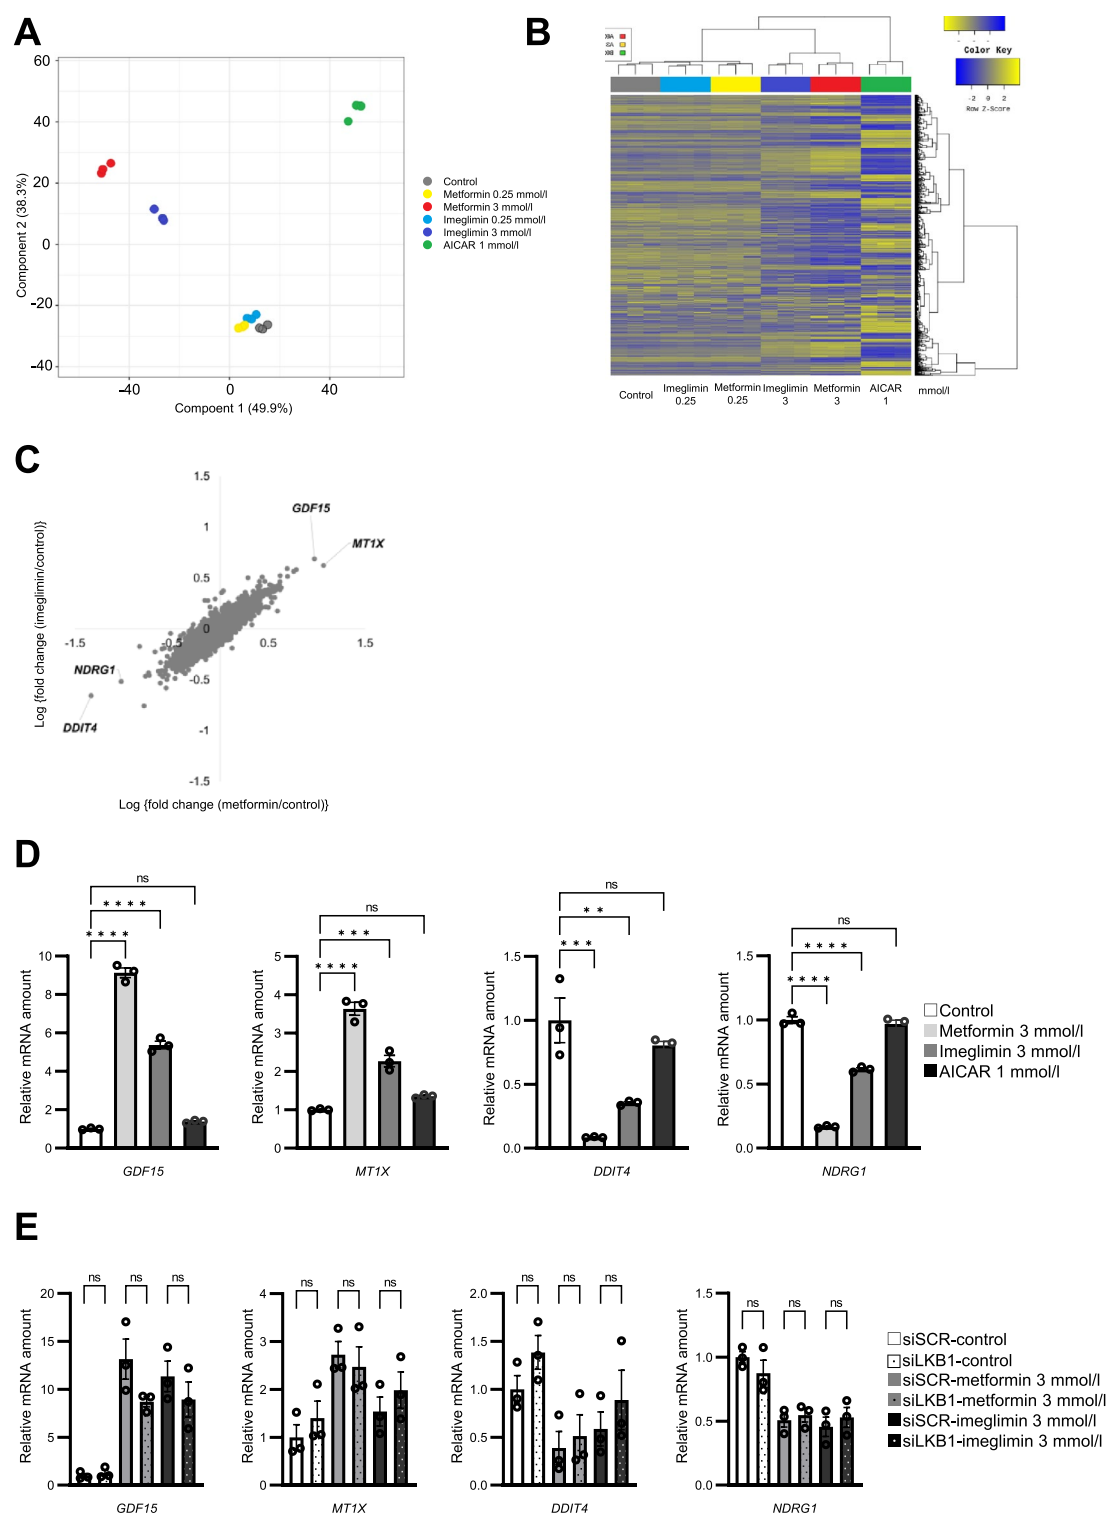 A
60
40
20
0
-20
-40
-40
0
40
Component 2 (38.3%)
Compoent 1 (49.9%)
Control
Metformin 0.25 mmol/l
Metformin 3 mmol/l
Imeglimin 0.25 mmol/l
Imeglimin 3 mmol/l
AICAR 1 mmol/l
B
Color Key
-2 0 2
Row Z-Score
Control
Imeglimin 0.25
Metformin 0.25
Imeglimin 3
Metformin 3
AICAR 1
mmol/l
C
1.5
1
0.5
0
-0.5
-1
-1.5
-1.5
-0.5
0.5
1.5
GDF15
MT1X
NDRG1
DDIT4
Log {fold change (imeglimin/control)}
Log {fold change (metformin/control)}
D
ns
* * * *
* * * *
10
8
6
4
2
0
Relative mRNA amount
GDF15
ns
* * *
* * * *
5
4
3
2
1
0
Relative mRNA amount
MT1X
ns
* *
* * *
1.5
1.0
0.5
0.0
Relative mRNA amount
DDIT4
ns
* * * *
* * * *
1.5
1.0
0.5
0.0
Relative mRNA amount
NDRG1
Control
Metformin 3 mmol/l
Imeglimin 3 mmol/l
AICAR 1 mmol/l
E
ns ns ns
20
15
10
5
0
Relative mRNA amount
GDF15
ns ns ns
4
3
2
1
0
Relative mRNA amount
MT1X
ns ns ns
2.0
1.5
1.0
0.5
0.0
Relative mRNA amount
DDIT4
ns ns ns
1.5
1.0
0.5
0.0
Relative mRNA amount
NDRG1
siSCR-control
siLKB1-control
siSCR-metformin 3 mmol/l
siLKB1-metformin 3 mmol/l
siSCR-imeglimin 3 mmol/l
siLKB1-imeglimin 3 mmol/l